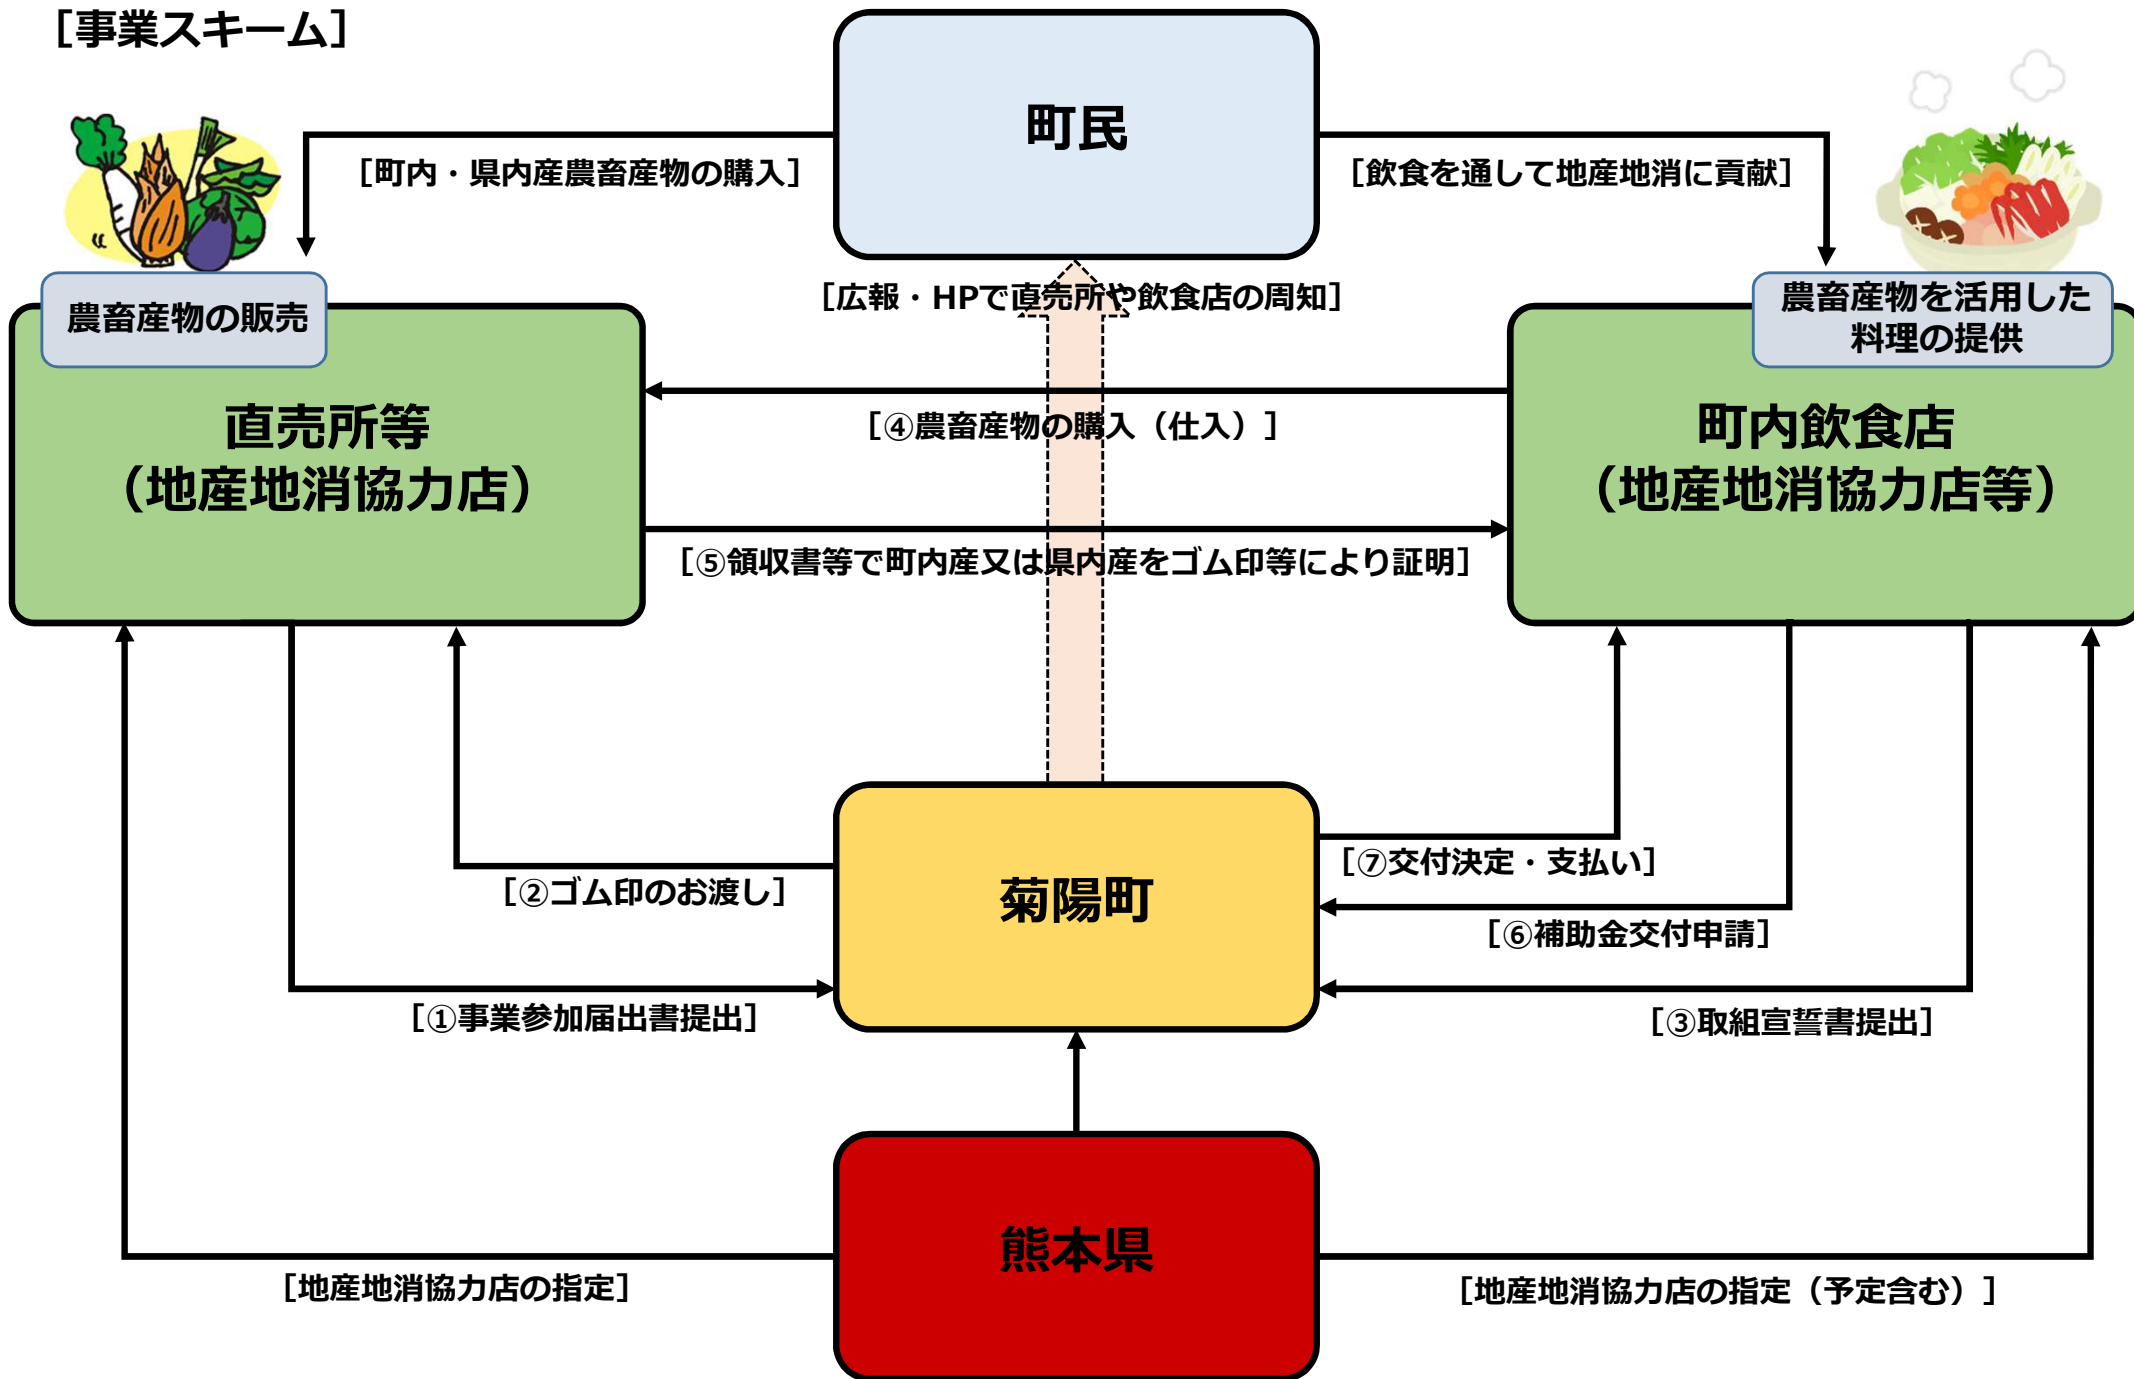 ［事業スキーム］
町民
［町内・県内産農畜産物の購入］
［飲食を通して地産地消に貢献］
［広報・HPで直売所や飲食店の周知］
農畜産物の販売
農畜産物を活用した
料理の提供
直売所等
（地産地消協力店）
町内飲食店
（地産地消協力店等）
［④農畜産物の購入（仕入）］
［⑤領収書等で町内産又は県内産をゴム印等により証明］
菊陽町
［②ゴム印のお渡し］
［⑦交付決定・支払い］
［⑥補助金交付申請］
［①事業参加届出書提出］
［③取組宣誓書提出］
熊本県
［地産地消協力店の指定］
［地産地消協力店の指定（予定含む）］